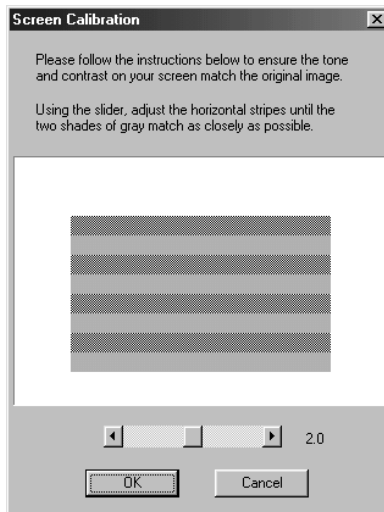 Screen Calibration
Please follow the instructions below to ensure the tone
and contrast on your screen match the original image.
Using the slider, adjust the horizontal stripes until the
two shades of gray match as closely as possible.
2.0
OK
Cancel